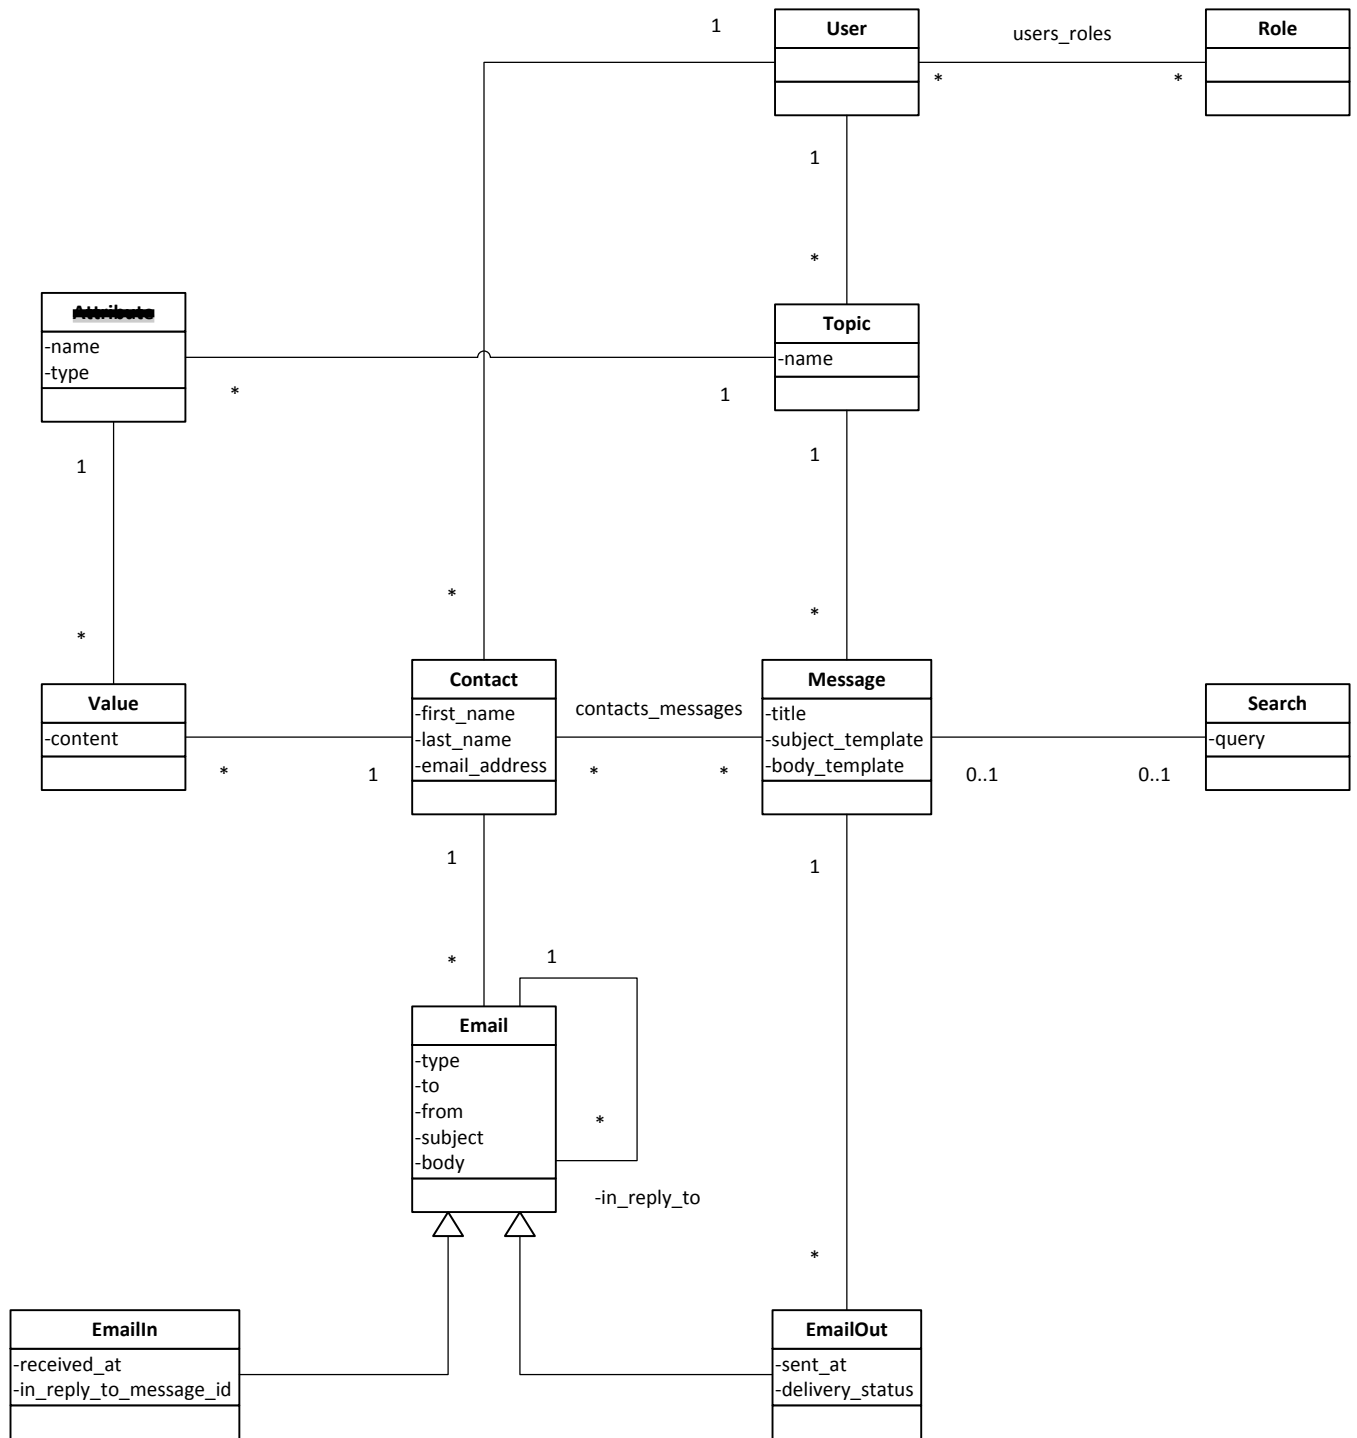 1
User
users_roles
Role
*
*
1
*
-name
-type
Topic
-name
*
1
1
1
*
*
*
Value
-content
Contact
-first_name
-last_name
-email_address
contacts_messages
Message
-title
-subject_template
-body_template
Search
-query
*
1
*
*
0..1
0..1
1
1
*
1
Email
-type
-to
-from
-subject
-body
*
-in_reply_to
*
EmailIn
-received_at
-in_reply_to_message_id
EmailOut
-sent_at
-delivery_status